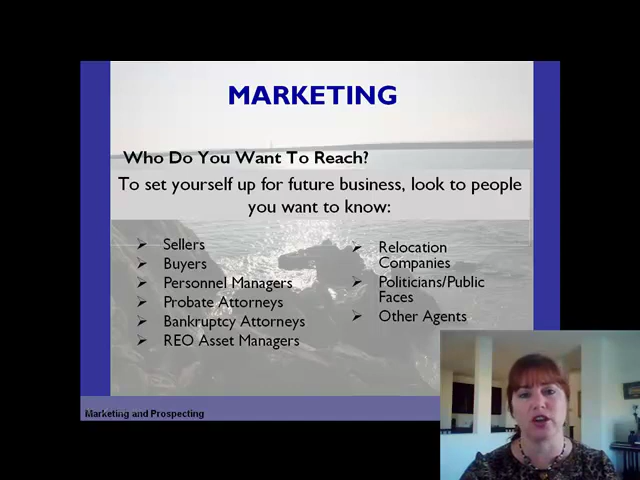 MARKETING
Who Do You Want To Reach?
To set yourself up for future business, look to people
you want to know:
Sellers
Buyers
Personnel Managers
Probate Attorneys
Bankruptcy Attorneys
REO Asset Managers
Relocation
Companies
Politicians/Public
Faces
Other Agents
Marketing and Prospecting